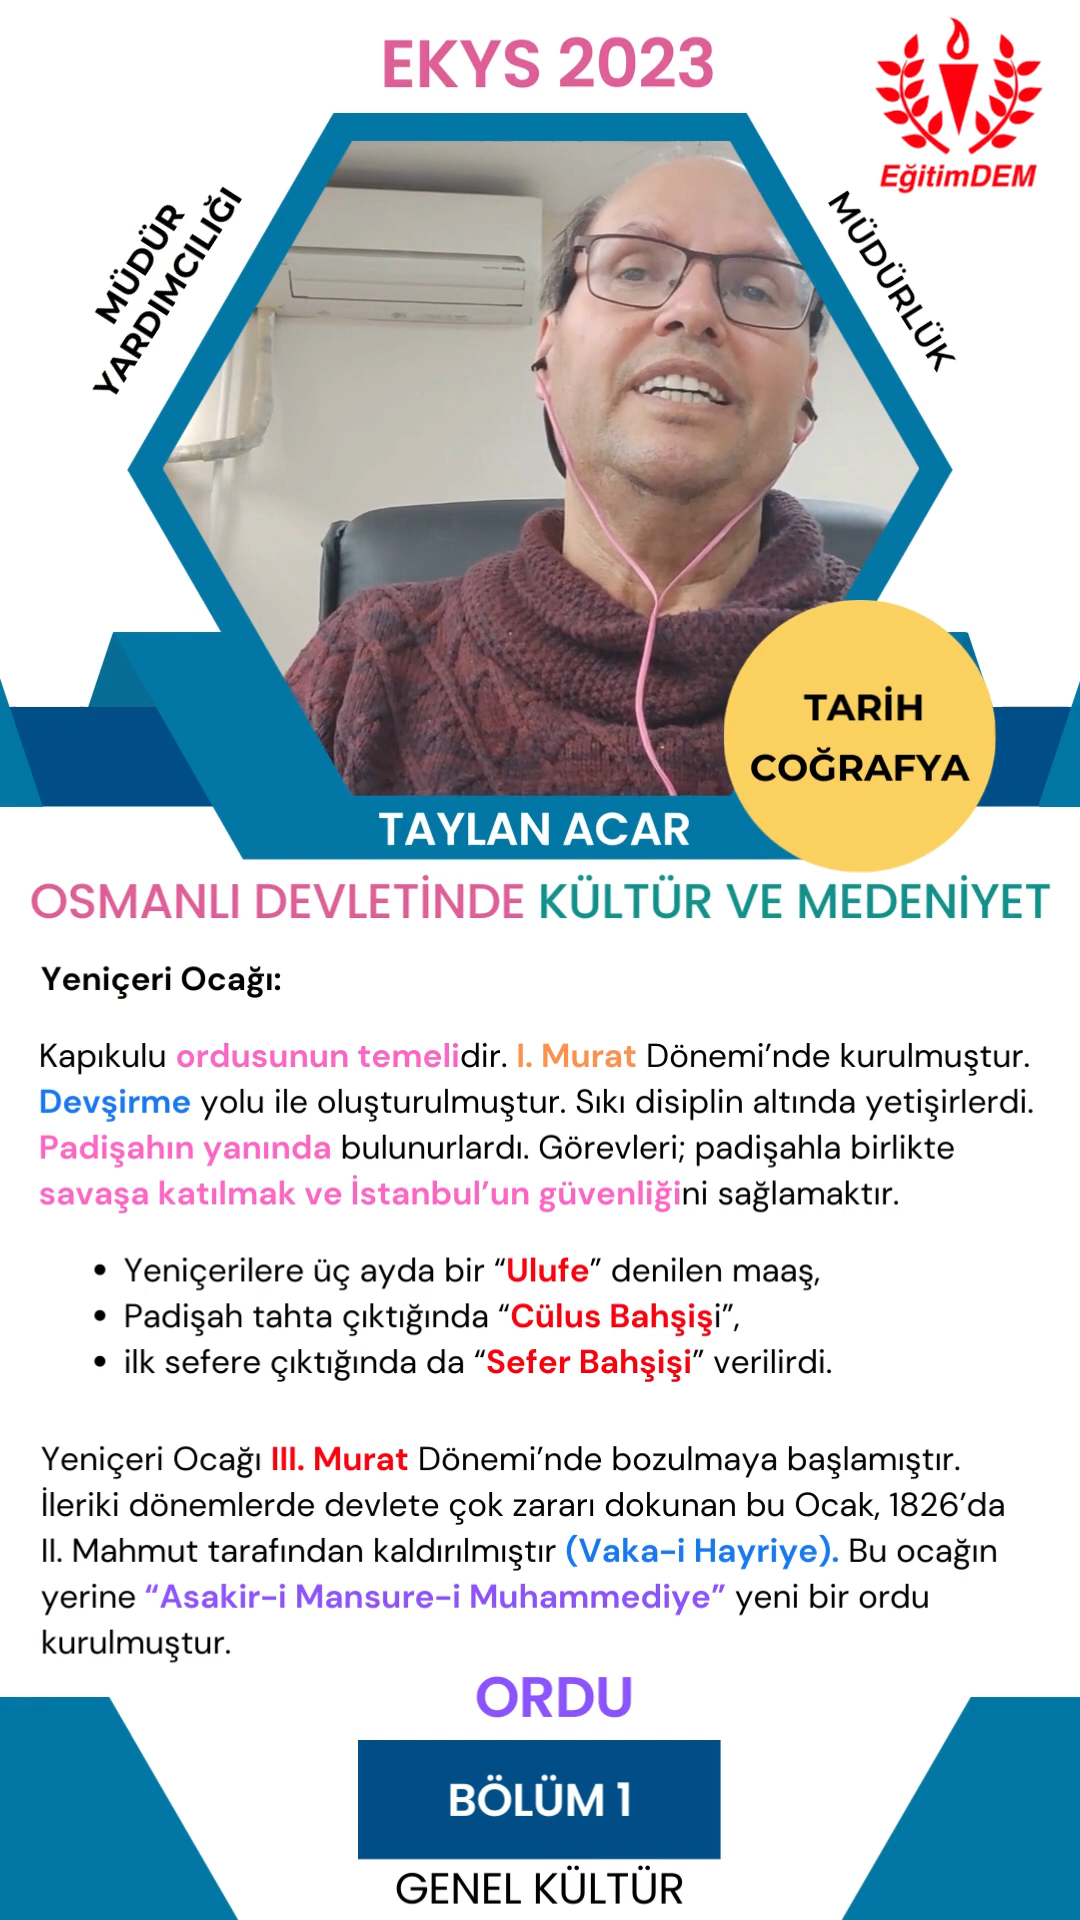 EKYS 2023
EğitimDEM
MÜDÜR
YARDIMCILIĞI
MÜDÜRLÜK
TARİH
COĞRAFYA
TAYLAN ACAR
OSMANLI DEVLETİNDE KÜLTÜR VE MEDENİYET
Yeniçeri Ocağı:
Kapıkulu ordusunun temelidir. I. Murat Dönemi’nde kurulmuştur.
Devşirme yolu ile oluşturulmuştur. Sıkı disiplin altında yetişirlerdi.
Padişahın yanında bulunurlardı. Görevleri; padişahla birlikte
savaşa katılmak ve İstanbul’un güvenliğini sağlamaktır.
• Yeniçerilere üç ayda bir “Ulufe” denilen maaş,
• Padişah tahta çıktığında “Cülus Bahşişi”,
• ilk sefere çıktığında da “Sefer Bahşişi” verilirdi.
Yeniçeri Ocağı III. Murat Dönemi’nde bozulmaya başlamıştır.
İleriki dönemlerde devlete çok zararı dokunan bu Ocak, 1826’da
II. Mahmut tarafından kaldırılmıştır (Vaka-i Hayriye). Bu ocağın
yerine “Asakir-i Mansure-i Muhammediye” yeni bir ordu
kurulmuştur.
ORDU
BÖLÜM 1
GENEL KÜLTÜR